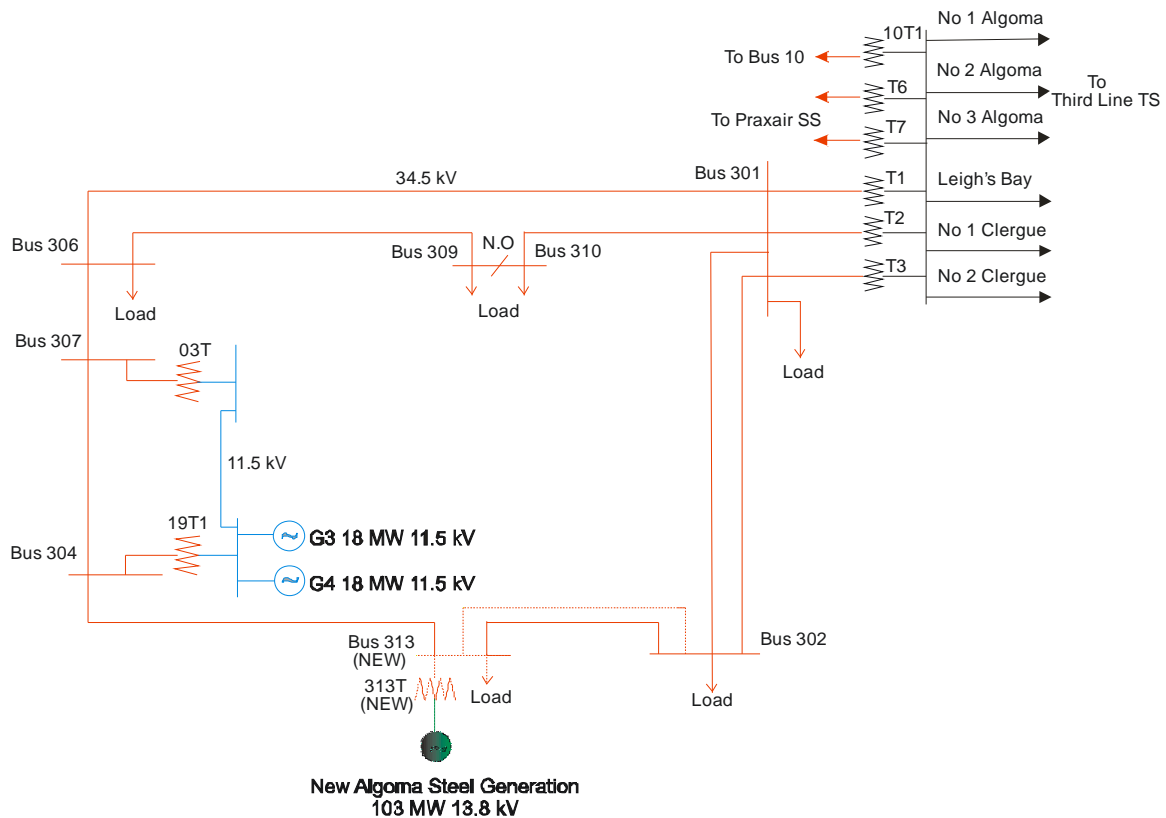 No 1 Algoma
10T1
To Bus 10
No 2 Algoma
To
Third Line TS
T6
To Praxair SS
No 3 Algoma
T7
Bus 301
34.5 kV
T1
Leigh's Bay
T2
No 1 Clergue
Bus 306
N.O
Bus 309
Bus 310
T3
No 2 Clergue
Load
Load
Bus 307
03T
Load
11.5 kV
19T1
G3 18 MW 11.5 kV
Bus 304
G4 18 MW 11.5 kV
Bus 313
(NEW)
Bus 302
313T
(NEW)
Load
Load
New Algoma Steel Generation
103 MW 13.8 kV